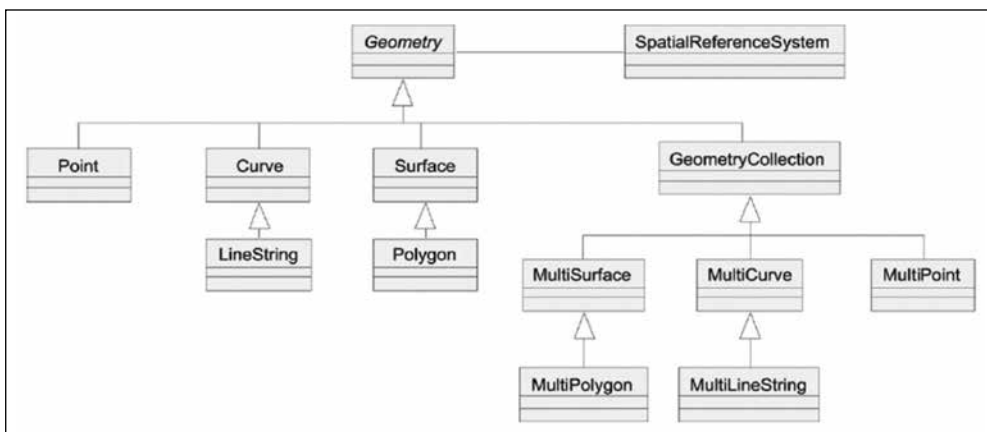 Geometry
SpatialReferenceSystem
Point
Curve
Surface
GeometryCollection
LineString
Polygon
MultiSurface
MultiCurve
MultiPoint
MultiPolygon
MultiLineString